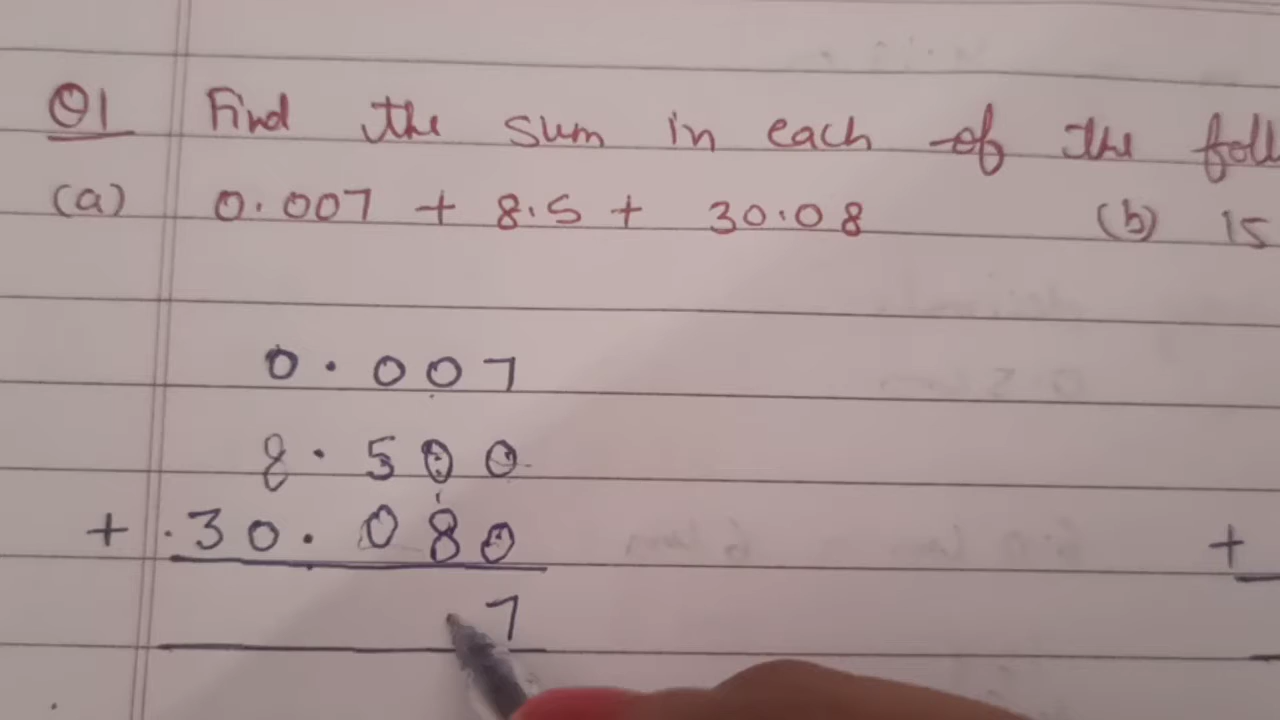 Q1 Find the sum in each of the foll
(a) 0.007 + 8.5 + 30.08 (b) 15
0.007
8.500
+ 30.080 +
7